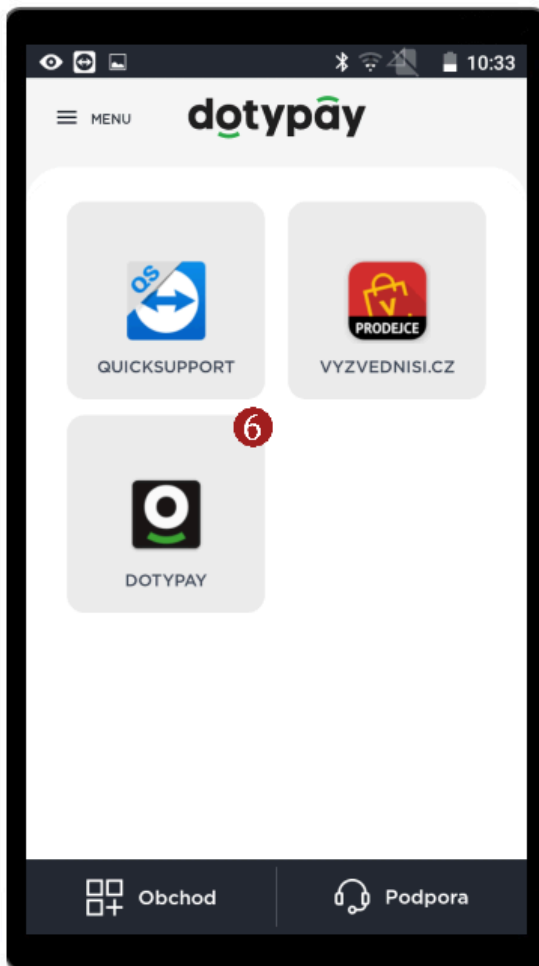 10:33
MENU dotypay
QS
V.
PRODEJCE
QUICKSUPPORT VYZVEDNISI.CZ
6
DOTYPAY
Obchod Podpora